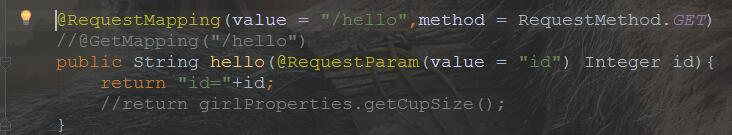 @RequestMapping(value = "/hello",method = RequestMethod.GET)
//@GetMapping("/hello")
public String hello(@RequestParam(value = "id") Integer id){
return "id="+id;
//return girlProperties.getCupSize();
}